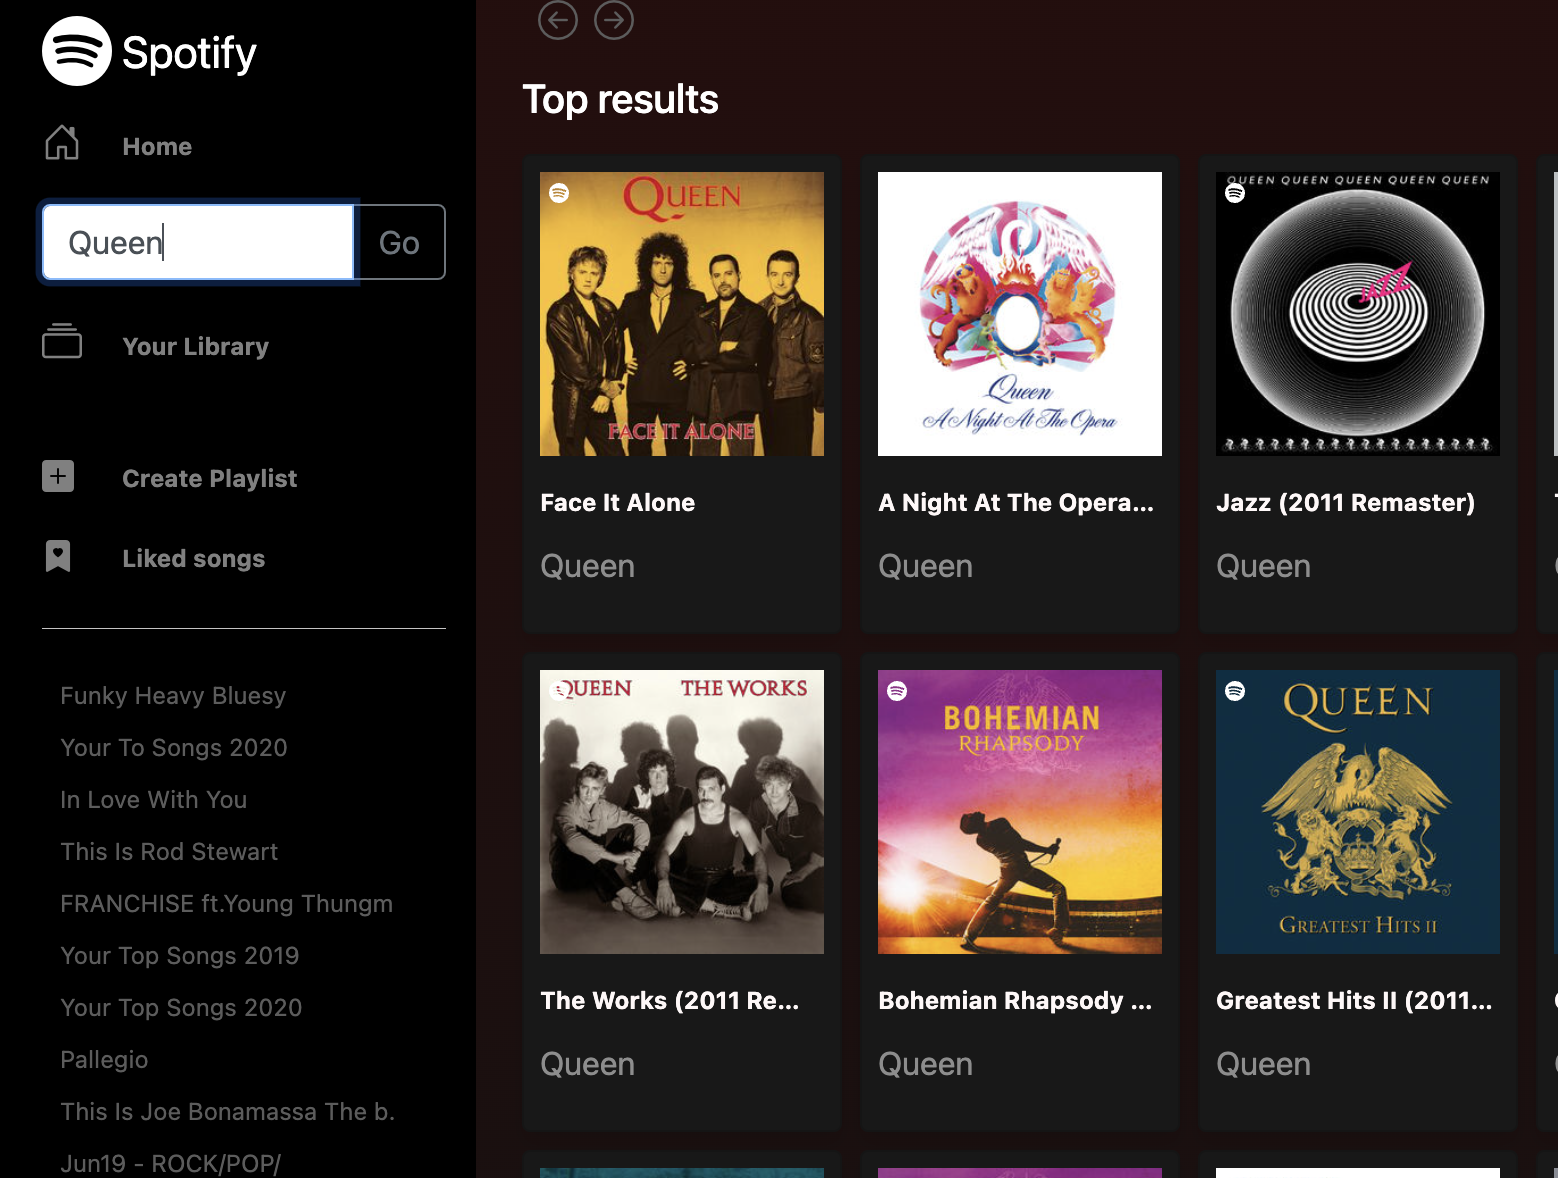 Spotify
Home
Queen
Go
Your Library
Create Playlist
Liked songs
Funky Heavy Bluesy
Your To Songs 2020
In Love With You
This Is Rod Stewart
FRANCHISE ft.Young Thungm
Your Top Songs 2019
Your Top Songs 2020
Pallegio
This Is Joe Bonamassa The b.
Jun19 - ROCK/POP/
Top results
QUEEN
FACE IT ALONE
Face It Alone
Queen
Queen
A Night At The Opera
A Night At The Opera...
Queen
QUEEN QUEEN QUEEN QUEEN QUEEN
JAZZ
Jazz (2011 Remaster)
Queen
QUEEN THE WORKS
The Works (2011 Re...
Queen
BOHEMIAN
RHAPSODY
Bohemian Rhapsody ...
Queen
QUEEN
GREATEST HITS II
Greatest Hits II (2011...
Queen